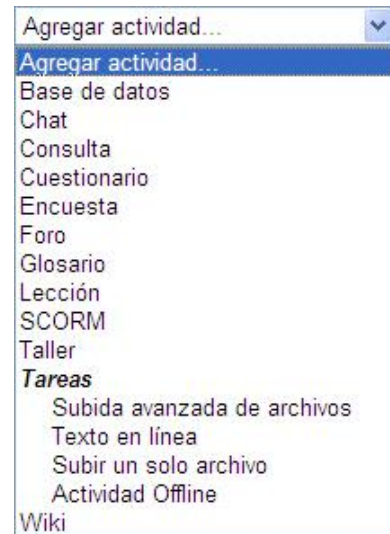 Agregar actividad...
Agregar actividad...
Base de datos
Chat
Consulta
Cuestionario
Encuesta
Foro
Glosario
Lección
SCORM
Taller
Tareas
Subida avanzada de archivos
Texto en línea
Subir un solo archivo
Actividad Offline
Wiki